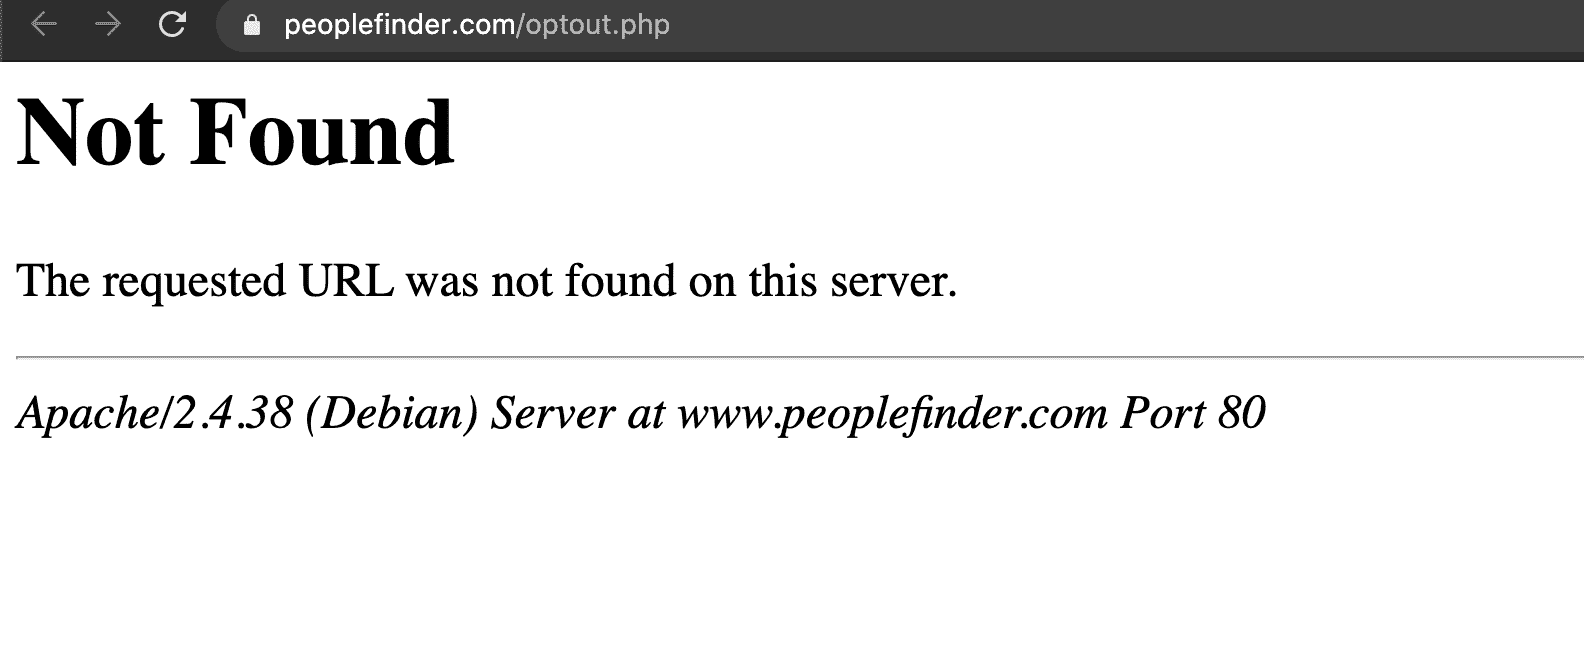 peoplefinder.com/optout.php
Not Found
The requested URL was not found on this server.
Apache/2.4.38 (Debian) Server at www.peoplefinder.com Port 80